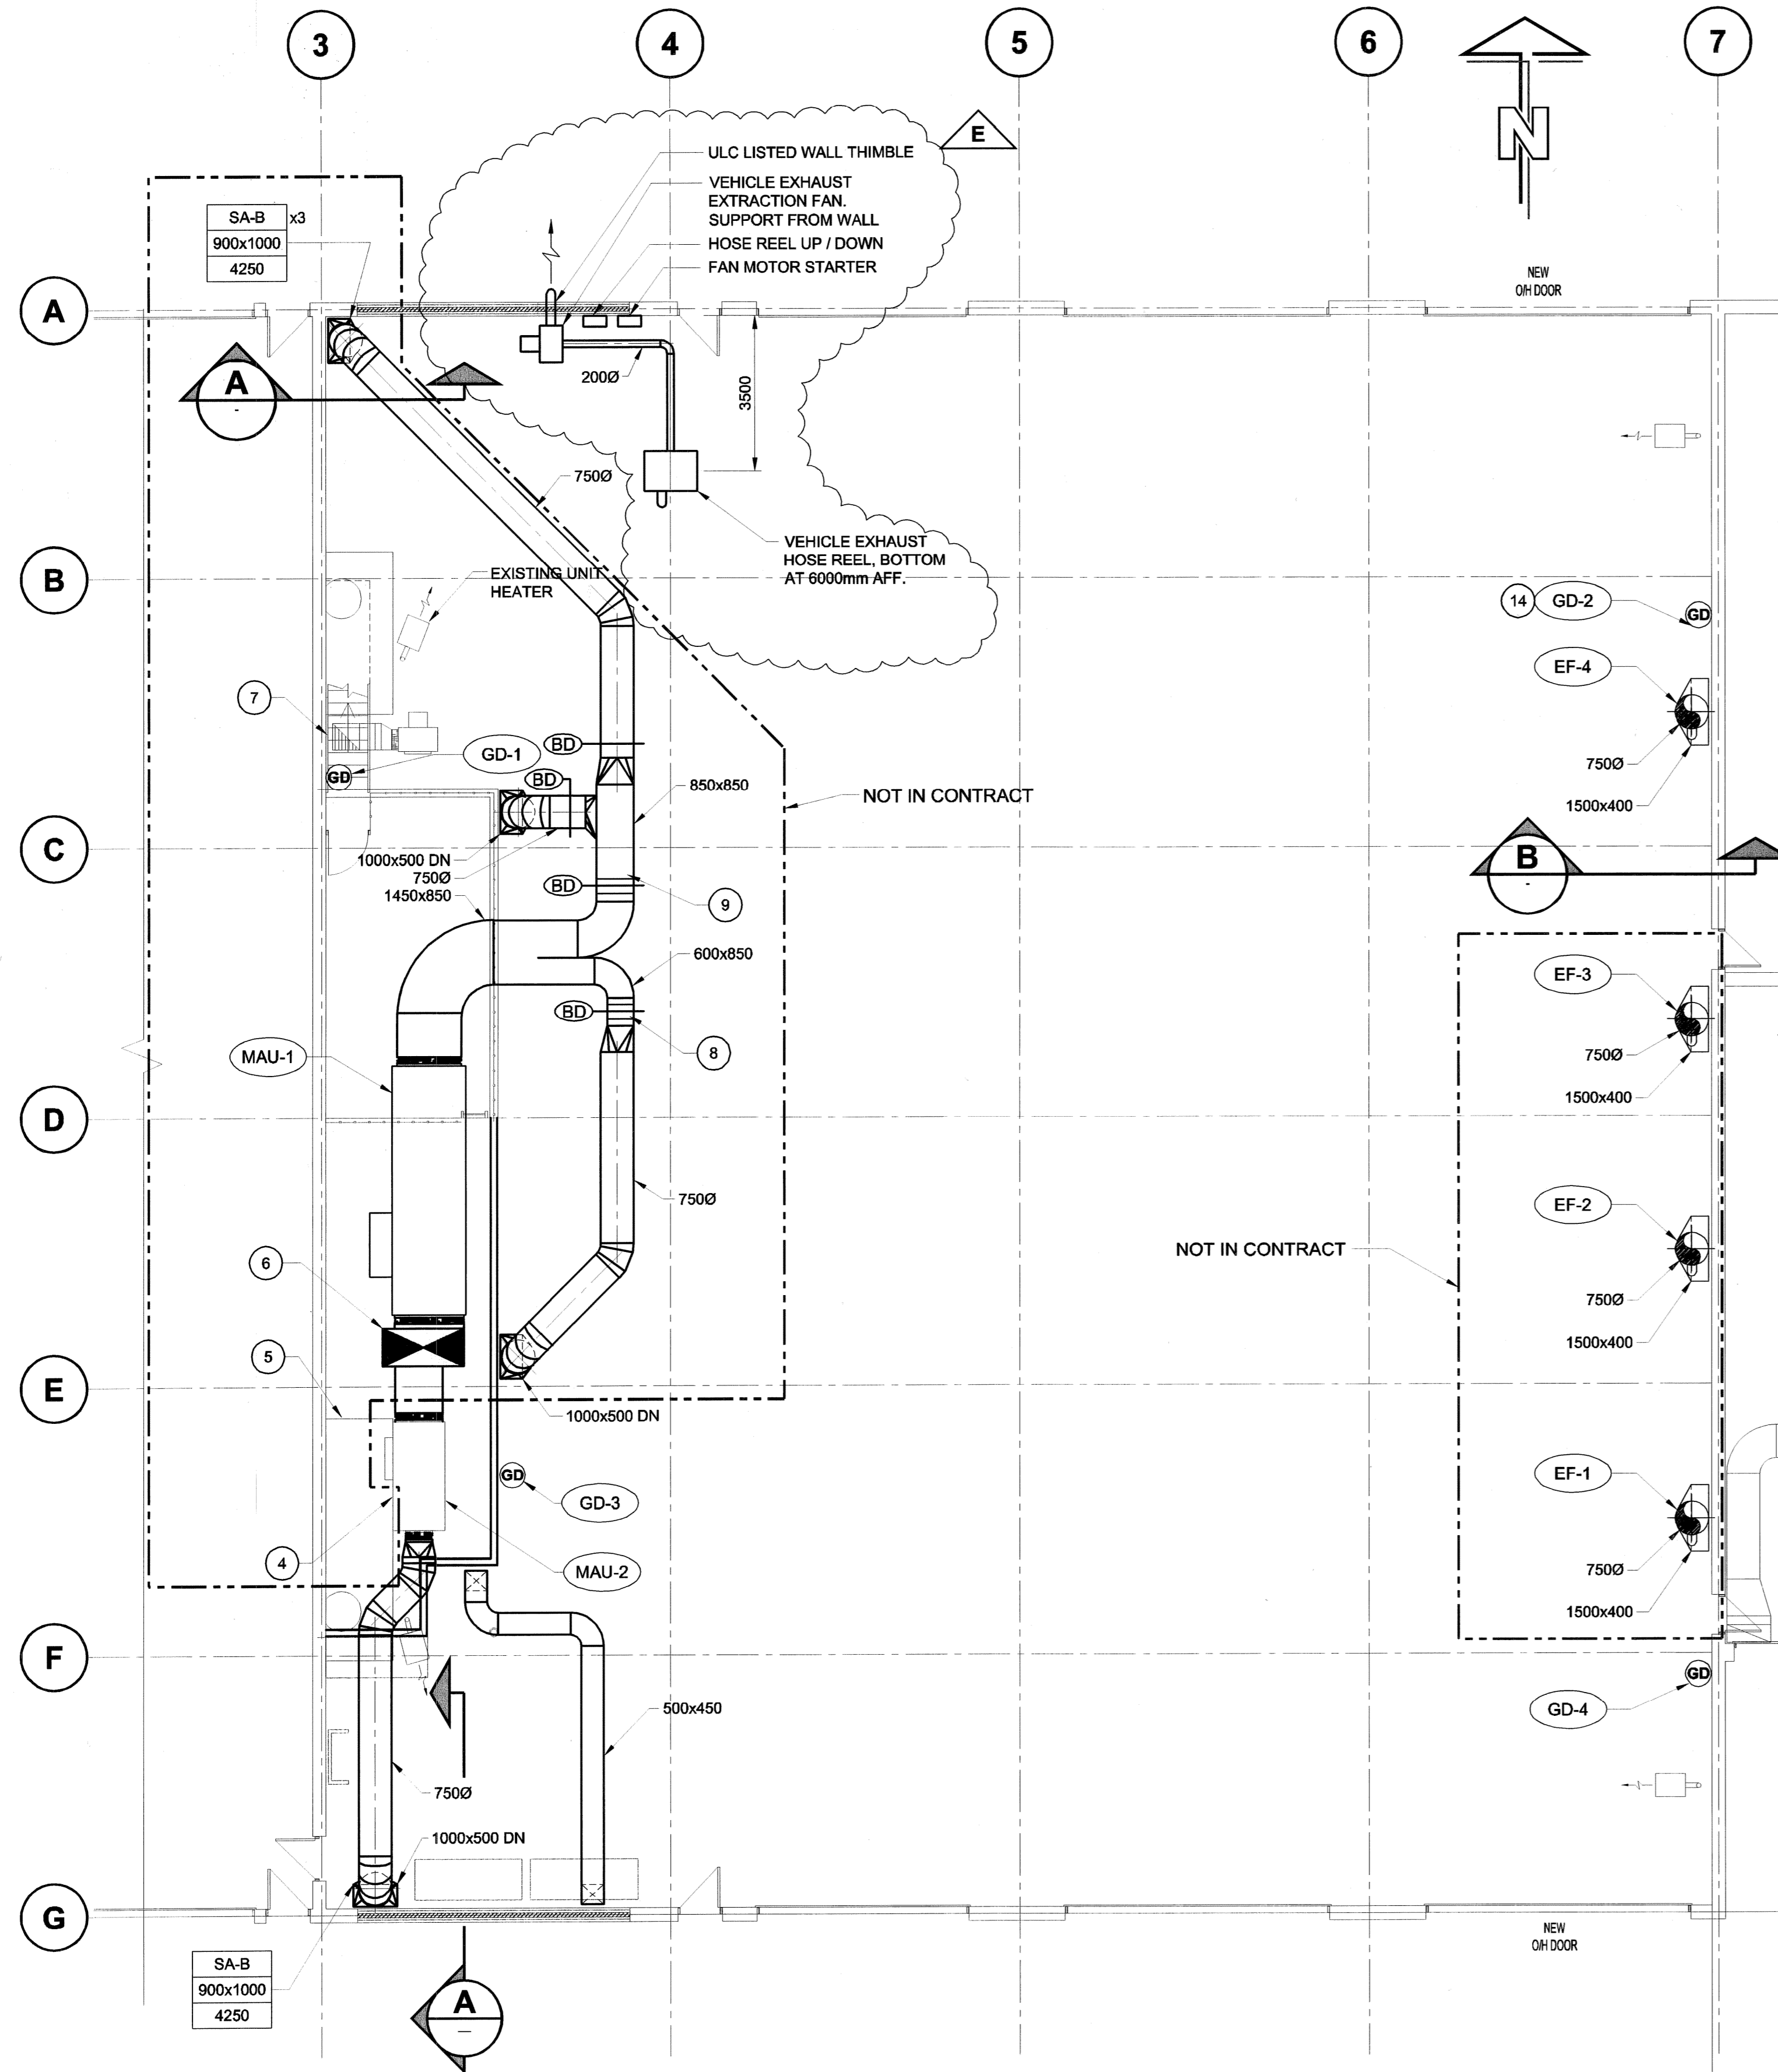 3
4
5
6
7
N
E
ULC LISTED WALL THIMBLE
VEHICLE EXHAUST
EXTRACTION FAN.
SUPPORT FROM WALL
HOSE REEL UP / DOWN
FAN MOTOR STARTER
SA-B x3
900x1000
4250
NEW
O/H DOOR
A
A
-
200Ø
3500
750Ø
VEHICLE EXHAUST
HOSE REEL, BOTTOM
AT 6000mm AFF.
B
EXISTING UNIT
HEATER
14
GD-2
GD
EF-4
7
750Ø
1500x400
GD-1
GD
BD
BD
850x850
NOT IN CONTRACT
C
1000x500 DN
750Ø
1450x850
BD
9
B
-
600x850
EF-3
BD
8
750Ø
1500x400
MAU-1
D
750Ø
EF-2
NOT IN CONTRACT
6
750Ø
1500x400
5
E
1000x500 DN
GD
GD-3
EF-1
4
MAU-2
750Ø
1500x400
F
GD
GD-4
500x450
750Ø
1000x500 DN
G
NEW
O/H DOOR
SA-B
900x1000
4250
A
-